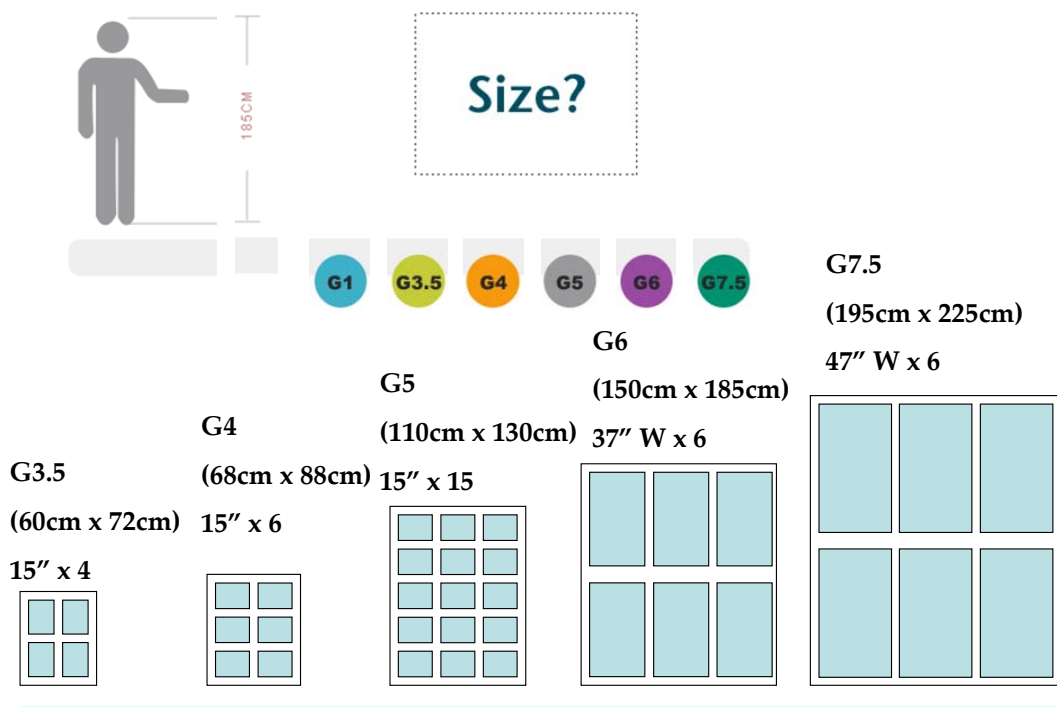 185CM
Size?
G1
G3.5
G4
G5
G6
G7.5
G3.5
(60cm x 72cm)
15″ x 4
G4
(68cm x 88cm)
15″ x 6
G5
(110cm x 130cm)
15″ x 15
G6
(150cm x 185cm)
37″ W x 6
G7.5
(195cm x 225cm)
47″ W x 6